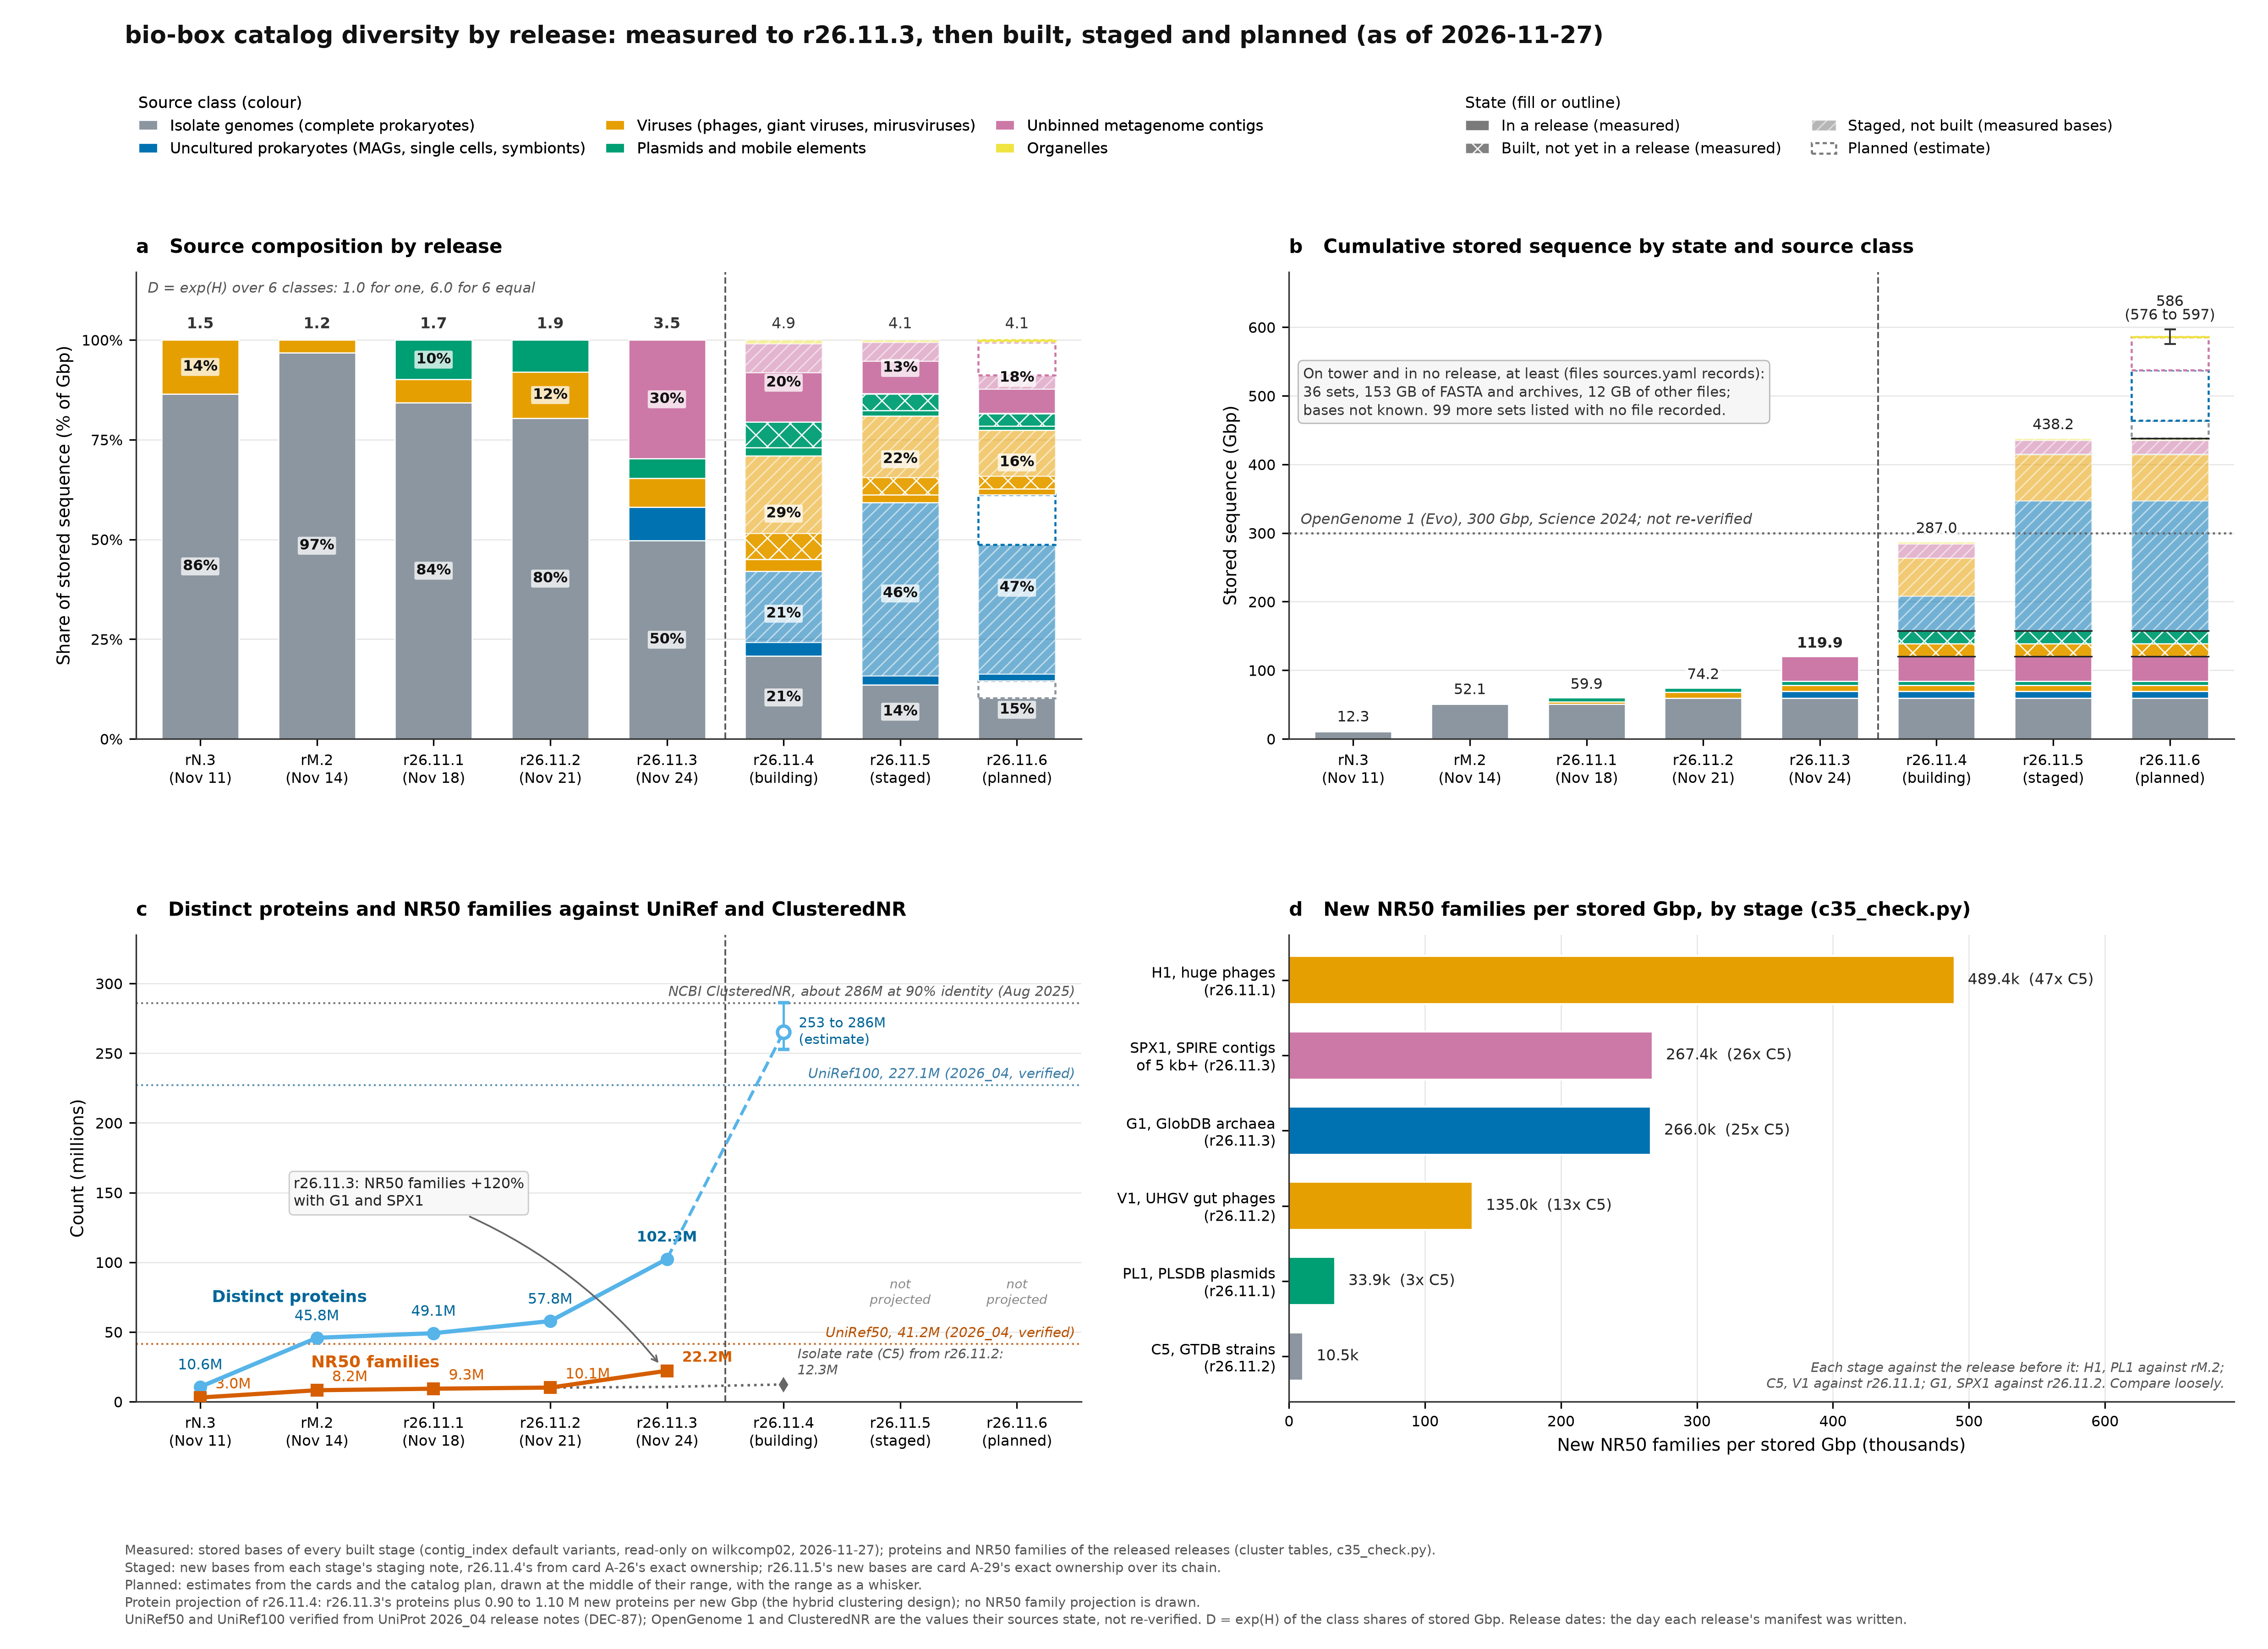 bio-box catalog diversity by release: measured to r26.11.3, then built, staged and planned (as of 2026-11-27)
Source class (colour)
Isolate genomes (complete prokaryotes)
Uncultured prokaryotes (MAGs, single cells, symbionts)
Viruses (phages, giant viruses, mirusviruses)
Plasmids and mobile elements
Unbinned metagenome contigs
Organelles
State (fill or outline)
In a release (measured)
Built, not yet in a release (measured)
Staged, not built (measured bases)
Planned (estimate)
a Source composition by release
D = exp(H) over 6 classes: 1.0 for one, 6.0 for 6 equal
1.5
1.2
1.7
1.9
3.5
4.9
4.1
4.1
Share of stored sequence (% of Gbp)
100%
75%
50%
25%
0%
14%
86%
97%
10%
84%
12%
80%
30%
50%
20%
29%
21%
21%
13%
22%
46%
14%
18%
16%
47%
15%
rN.3
(Nov 11)
rM.2
(Nov 14)
r26.11.1
(Nov 18)
r26.11.2
(Nov 21)
r26.11.3
(Nov 24)
r26.11.4
(building)
r26.11.5
(staged)
r26.11.6
(planned)
b Cumulative stored sequence by state and source class
Stored sequence (Gbp)
600
500
400
300
200
100
0
On tower and in no release, at least (files sources.yaml records):
36 sets, 153 GB of FASTA and archives, 12 GB of other files;
bases not known. 99 more sets listed with no file recorded.
OpenGenome 1 (Evo), 300 Gbp, Science 2024; not re-verified
12.3
52.1
59.9
74.2
119.9
287.0
438.2
586
(576 to 597)
rN.3
(Nov 11)
rM.2
(Nov 14)
r26.11.1
(Nov 18)
r26.11.2
(Nov 21)
r26.11.3
(Nov 24)
r26.11.4
(building)
r26.11.5
(staged)
r26.11.6
(planned)
c Distinct proteins and NR50 families against UniRef and ClusteredNR
Count (millions)
300
250
200
150
100
50
0
NCBI ClusteredNR, about 286M at 90% identity (Aug 2025)
253 to 286M
(estimate)
UniRef100, 227.1M (2026_04, verified)
r26.11.3: NR50 families +120%
with G1 and SPX1
102.3M
Distinct proteins
10.6M
45.8M
49.1M
57.8M
not
projected
not
projected
UniRef50, 41.2M (2026_04, verified)
Isolate rate (C5) from r26.11.2:
12.3M
NR50 families
3.0M
8.2M
9.3M
10.1M
22.2M
rN.3
(Nov 11)
rM.2
(Nov 14)
r26.11.1
(Nov 18)
r26.11.2
(Nov 21)
r26.11.3
(Nov 24)
r26.11.4
(building)
r26.11.5
(staged)
r26.11.6
(planned)
d New NR50 families per stored Gbp, by stage (c35_check.py)
H1, huge phages
(r26.11.1)
489.4k (47x C5)
SPX1, SPIRE contigs
of 5 kb+ (r26.11.3)
267.4k (26x C5)
G1, GlobDB archaea
(r26.11.3)
266.0k (25x C5)
V1, UHGV gut phages
(r26.11.2)
135.0k (13x C5)
PL1, PLSDB plasmids
(r26.11.1)
33.9k (3x C5)
C5, GTDB strains
(r26.11.2)
10.5k
Each stage against the release before it: H1, PL1 against rM.2;
C5, V1 against r26.11.1; G1, SPX1 against r26.11.2. Compare loosely.
0
100
200
300
400
500
600
New NR50 families per stored Gbp (thousands)
Measured: stored bases of every built stage (contig_index default variants, read-only on wilkcomp02, 2026-11-27); proteins and NR50 families of the released releases (cluster tables, c35_check.py).
Staged: new bases from each stage's staging note, r26.11.4's from card A-26's exact ownership; r26.11.5's new bases are card A-29's exact ownership over its chain.
Planned: estimates from the cards and the catalog plan, drawn at the middle of their range, with the range as a whisker.
Protein projection of r26.11.4: r26.11.3's proteins plus 0.90 to 1.10 M new proteins per new Gbp (the hybrid clustering design); no NR50 family projection is drawn.
UniRef50 and UniRef100 verified from UniProt 2026_04 release notes (DEC-87); OpenGenome 1 and ClusteredNR are the values their sources state, not re-verified. D = exp(H) of the class shares of stored Gbp. Release dates: the day each release's manifest was written.